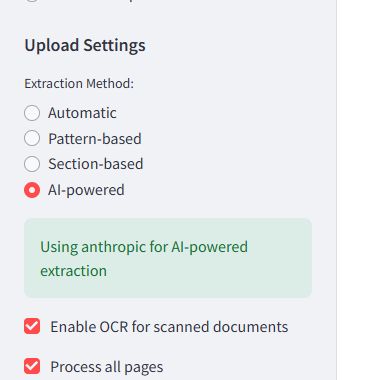 Upload Settings
Extraction Method:
Automatic
Pattern-based
Section-based
AI-powered
Using anthropic for AI-powered
extraction
Enable OCR for scanned documents
Process all pages